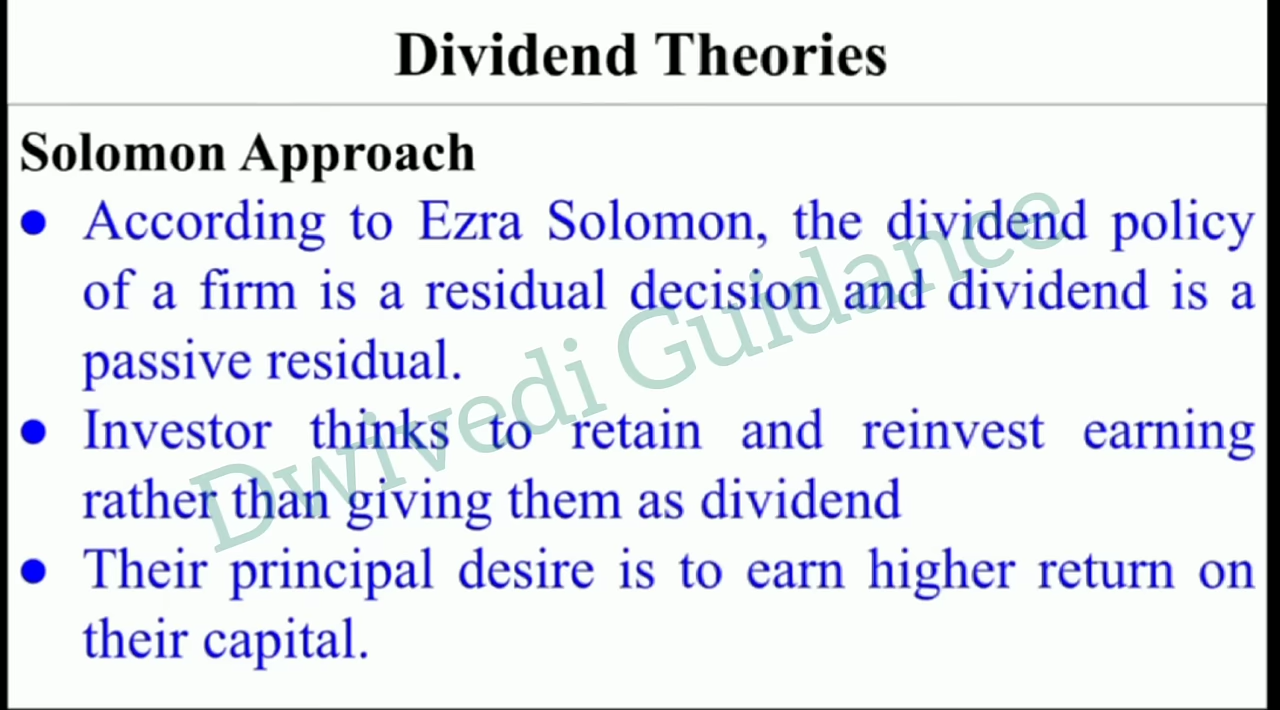 Dividend Theories
Solomon Approach
● According to Ezra Solomon, the dividend policy
of a firm is a residual decision and dividend is a
passive residual.
● Investor thinks to retain and reinvest earning
rather than giving them as dividend
● Their principal desire is to earn higher return on
their capital.
Dwivedi Guidance